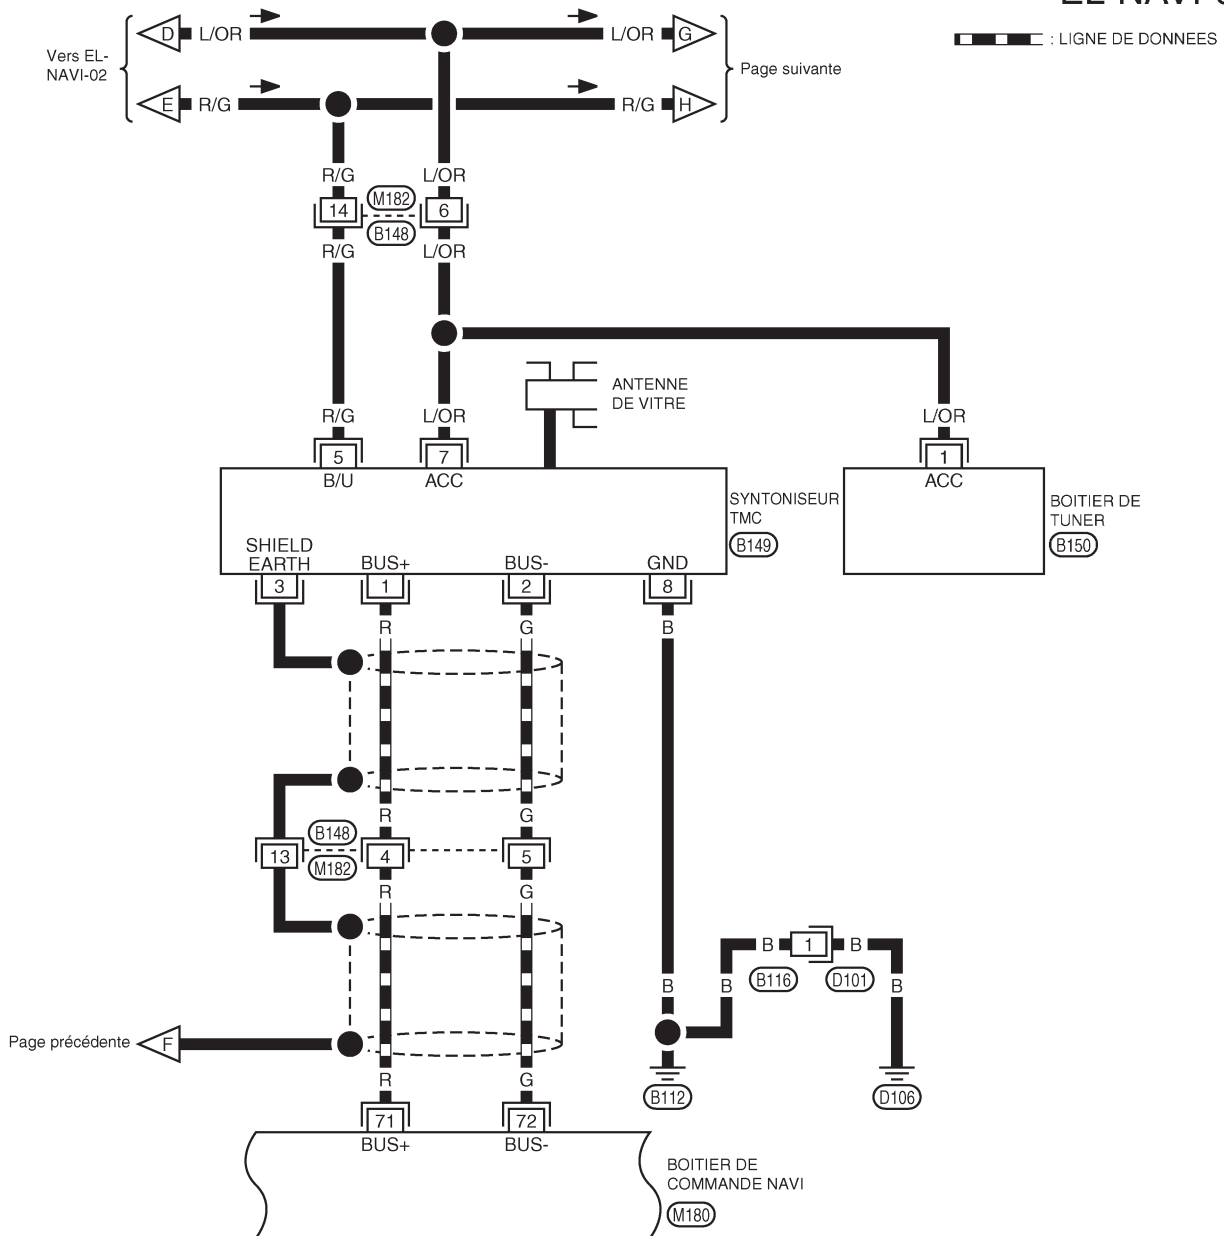 : LIGNE DE DONNEES
D
L/OR
L/OR
G
Vers EL-
NAVI-02
Page suivante
E
R/G
R/G
H
R/G
L/OR
14
M182
6
B148
R/G
L/OR
ANTENNE
DE VITRE
R/G
L/OR
L/OR
5
7
1
B/U
ACC
ACC
SYNTONISEUR
TMC
B149
BOITIER DE
TUNER
B150
SHIELD
EARTH
BUS+
BUS-
GND
3
1
2
8
R
G
B
R
G
B148
13
4
5
M182
R
G
B
1
B
B116
D101
B
B
B
Page précédente
F
R
G
B112
D106
71
72
BUS+
BUS-
BOITIER DE
COMMANDE NAVI
M180